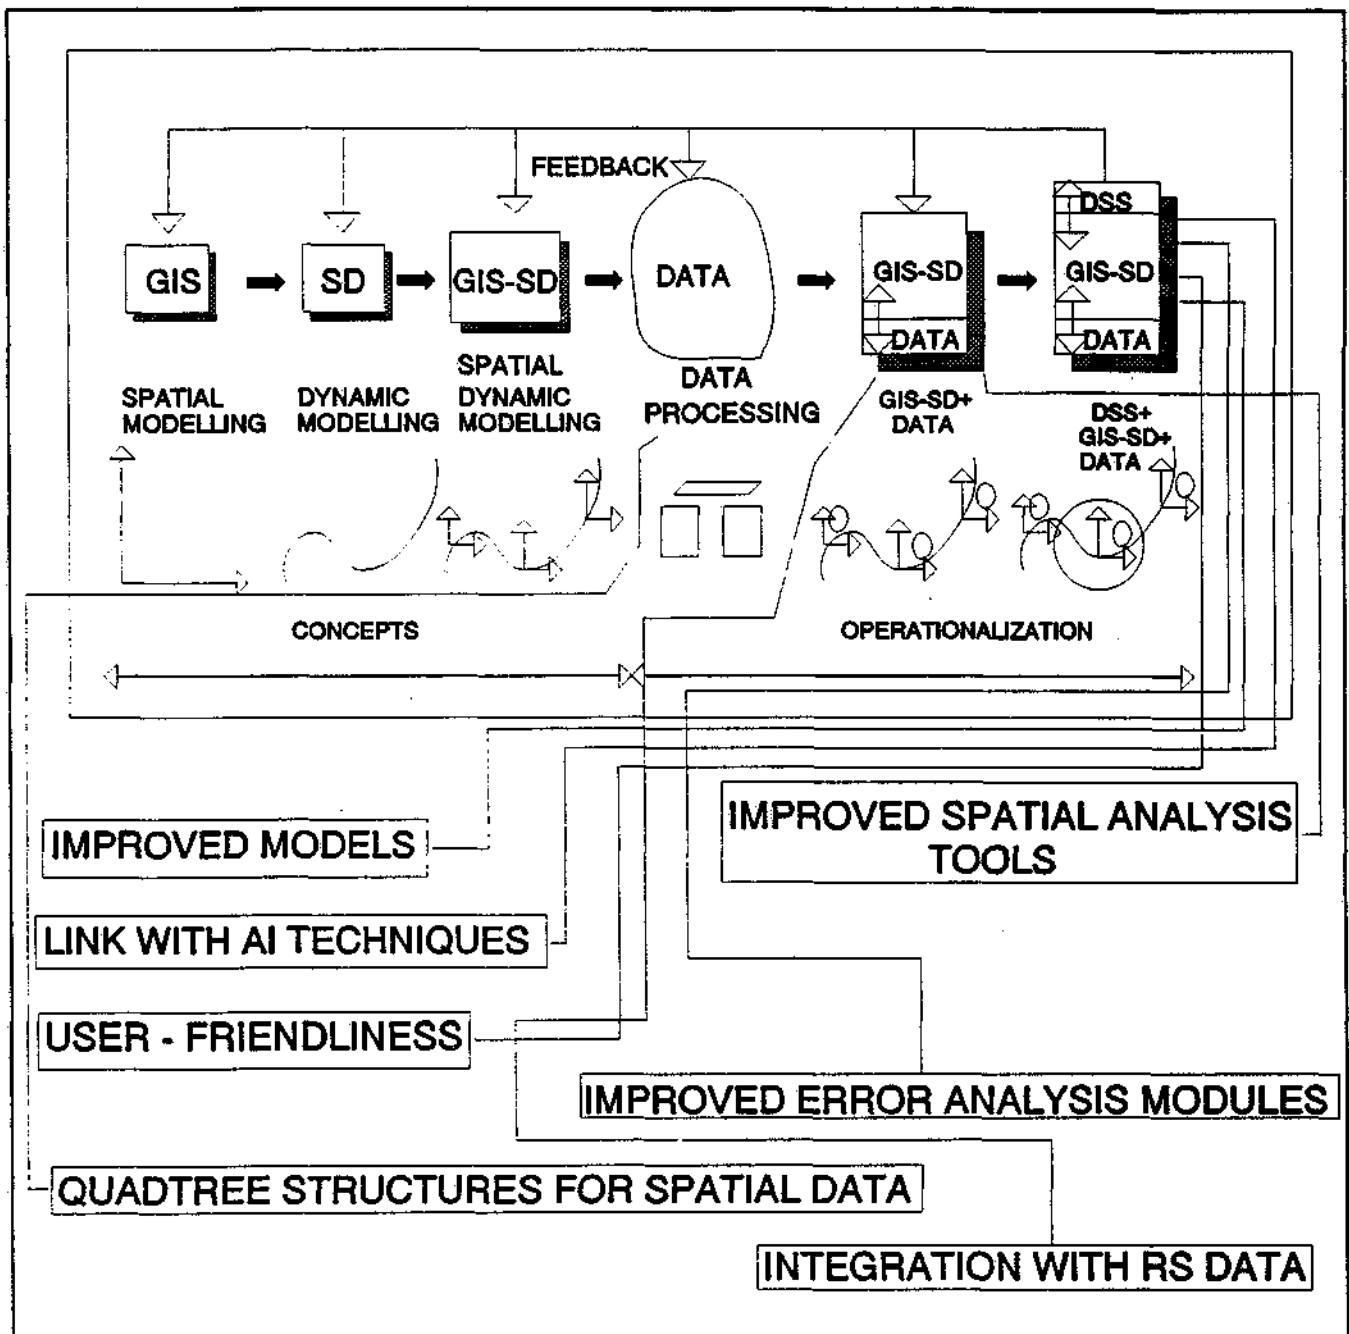 FEEDBACK
GIS
SD
GIS-SD
DATA
GIS-SD
DATA
DSS
GIS-SD
DATA
SPATIAL
MODELLING
DYNAMIC
MODELLING
SPATIAL
DYNAMIC
MODELLING
DATA
PROCESSING
GIS-SD+
DATA
DSS+
GIS-SD+
DATA
CONCEPTS
OPERATIONALIZATION
IMPROVED MODELS
IMPROVED SPATIAL ANALYSIS
TOOLS
LINK WITH AI TECHNIQUES
USER - FRIENDLINESS
IMPROVED ERROR ANALYSIS MODULES
QUADTREE STRUCTURES FOR SPATIAL DATA
INTEGRATION WITH RS DATA